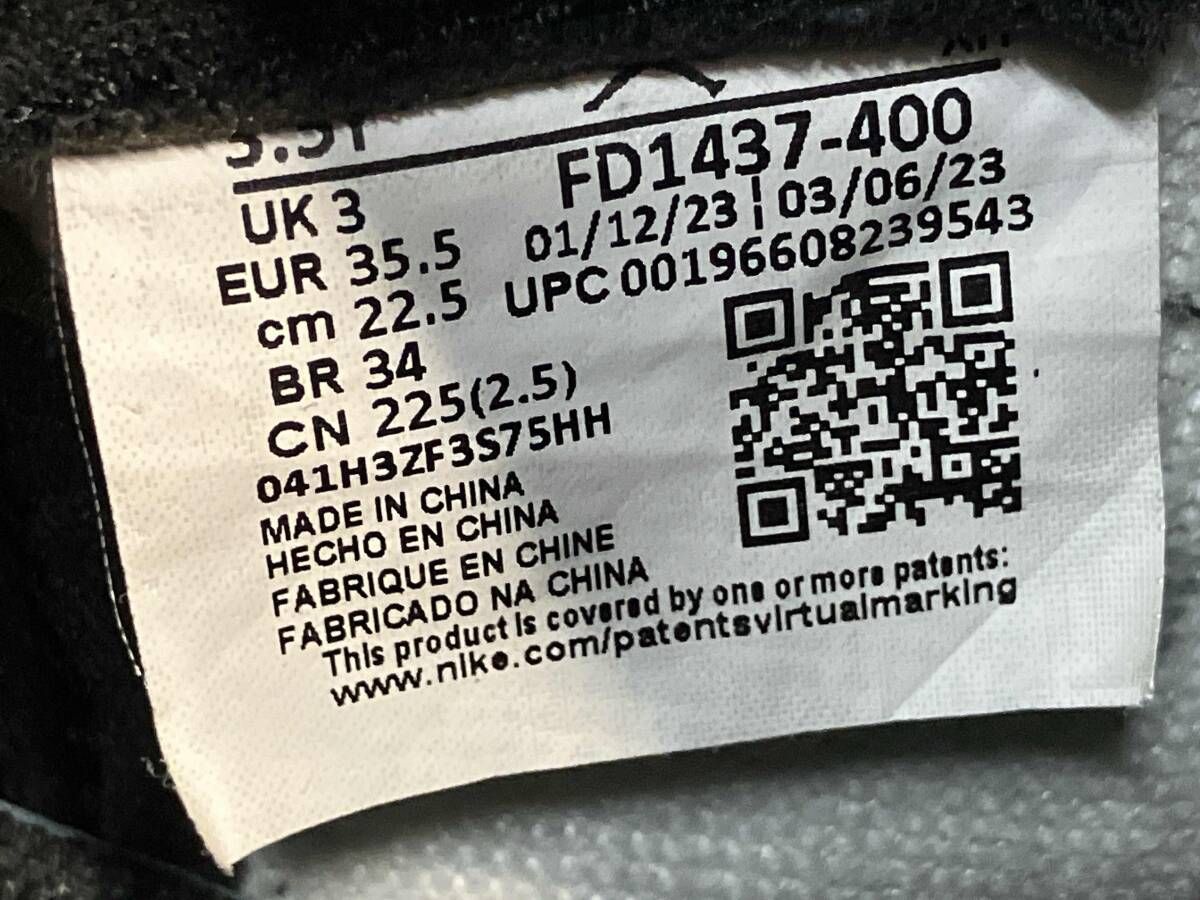 3.5Y
FD1437-400
UK 3
01/12/23 | 03/06/23
EUR 35.5
UPC 00196608239543
cm 22.5
BR 34
CN 225(2.5)
041H3ZF3S75HH
MADE IN CHINA
HECHO EN CHINA
FABRIQUE EN CHINE
FABRICADO NA CHINA
This product is covered by one or more patents:
www.nike.com/patentsvirtualmarking